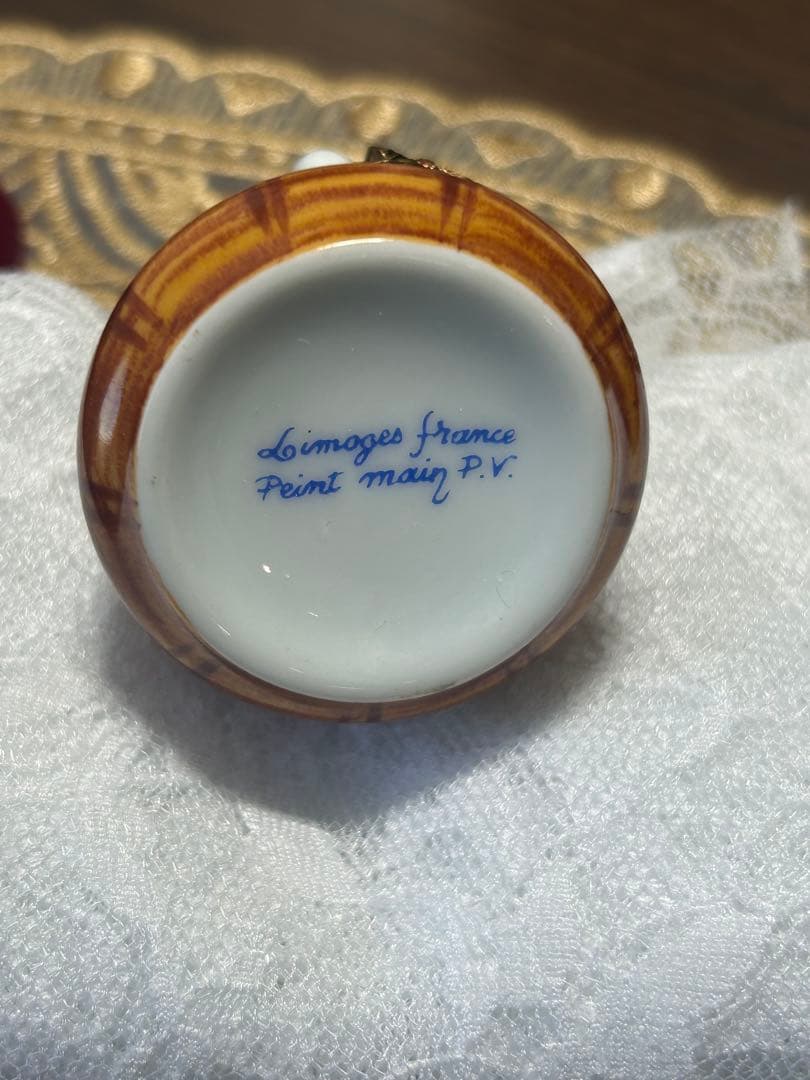 Limoges france
Peint main P.V.